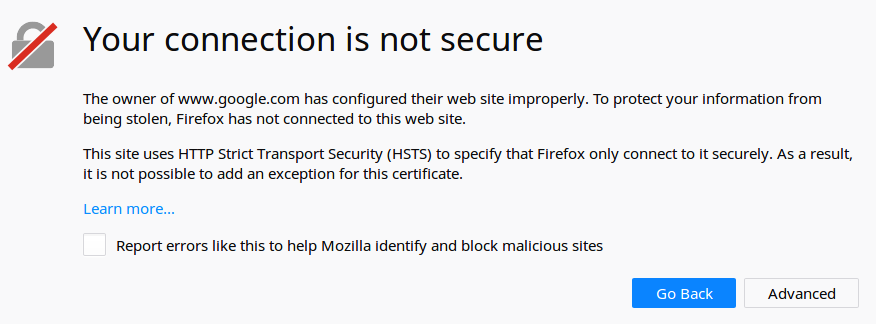 Your connection is not secure
The owner of www.google.com has configured their web site improperly. To protect your information from
being stolen, Firefox has not connected to this web site.
This site uses HTTP Strict Transport Security (HSTS) to specify that Firefox only connect to it securely. As a result,
it is not possible to add an exception for this certificate.
Learn more...
Report errors like this to help Mozilla identify and block malicious sites
Go Back
Advanced